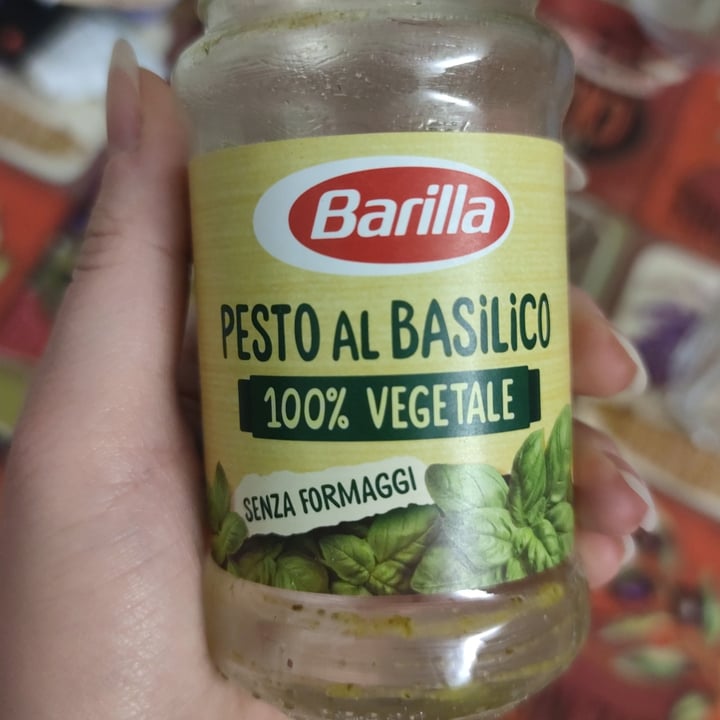 Barilla
PESTO AL BASiLiCO
100% VEGETALE
SENZA FORMAGGI